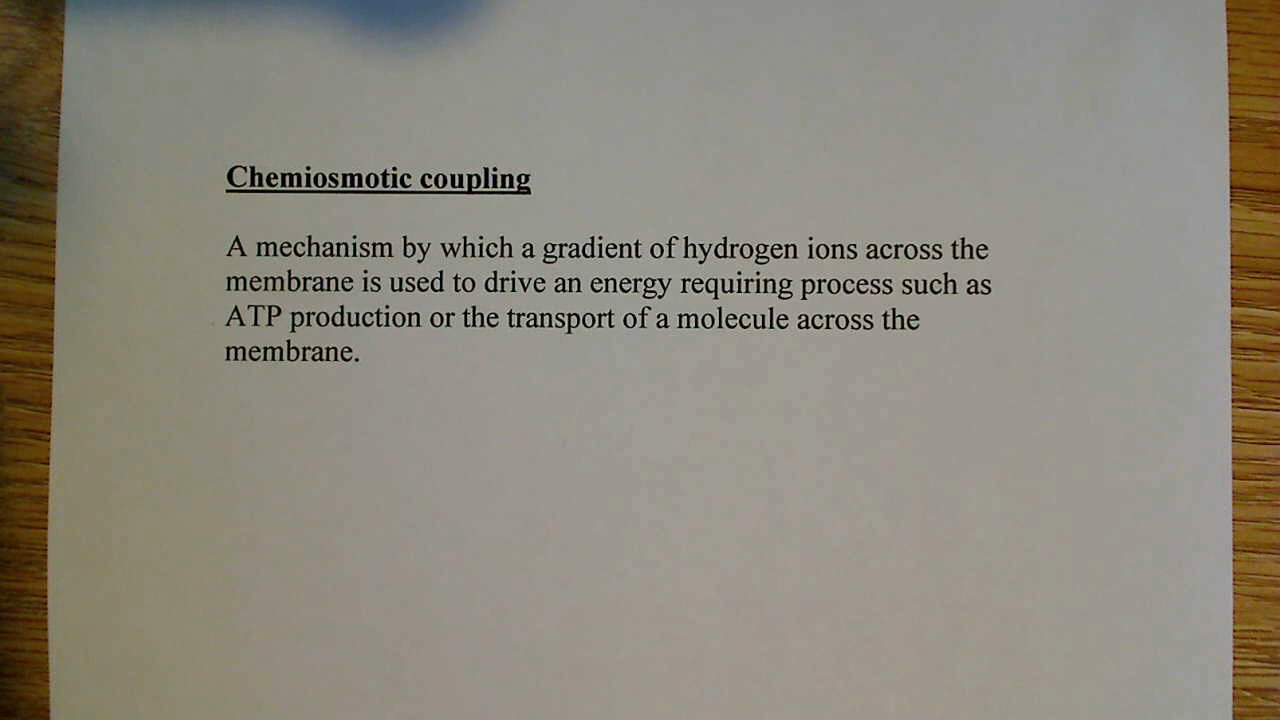 Chemiosmotic coupling
A mechanism by which a gradient of hydrogen ions across the
membrane is used to drive an energy requiring process such as
ATP production or the transport of a molecule across the
membrane.